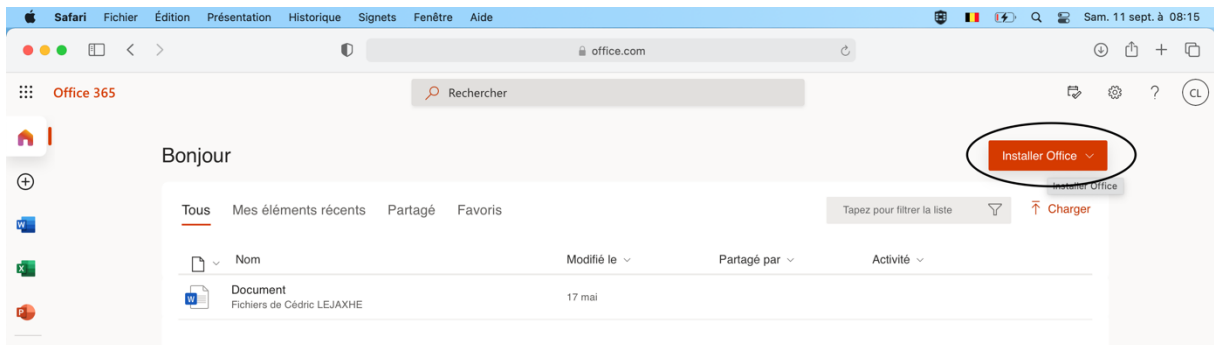 Safari Fichier Édition Présentation Historique Signets Fenêtre Aide Sam. 11 sept. à 08:15
office.com
Office 365 Rechercher ? CL
Bonjour Installer Office
Installer Office
Tous Mes éléments récents Partagé Favoris Tapez pour filtrer la liste Charger
Nom Modifié le Partagé par Activité
W
X
Document
W Fichiers de Cédric LEJAXHE 17 mai
P